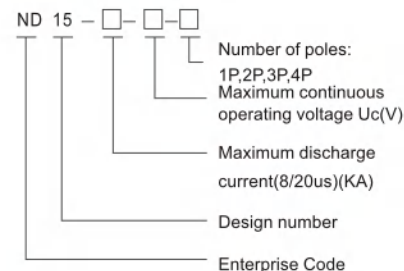 ND 15 – □ – □ – □
Number of poles:
1P,2P,3P,4P
Maximum continuous
operating voltage Uc(V)
Maximum discharge
current(8/20us)(KA)
Design number
Enterprise Code